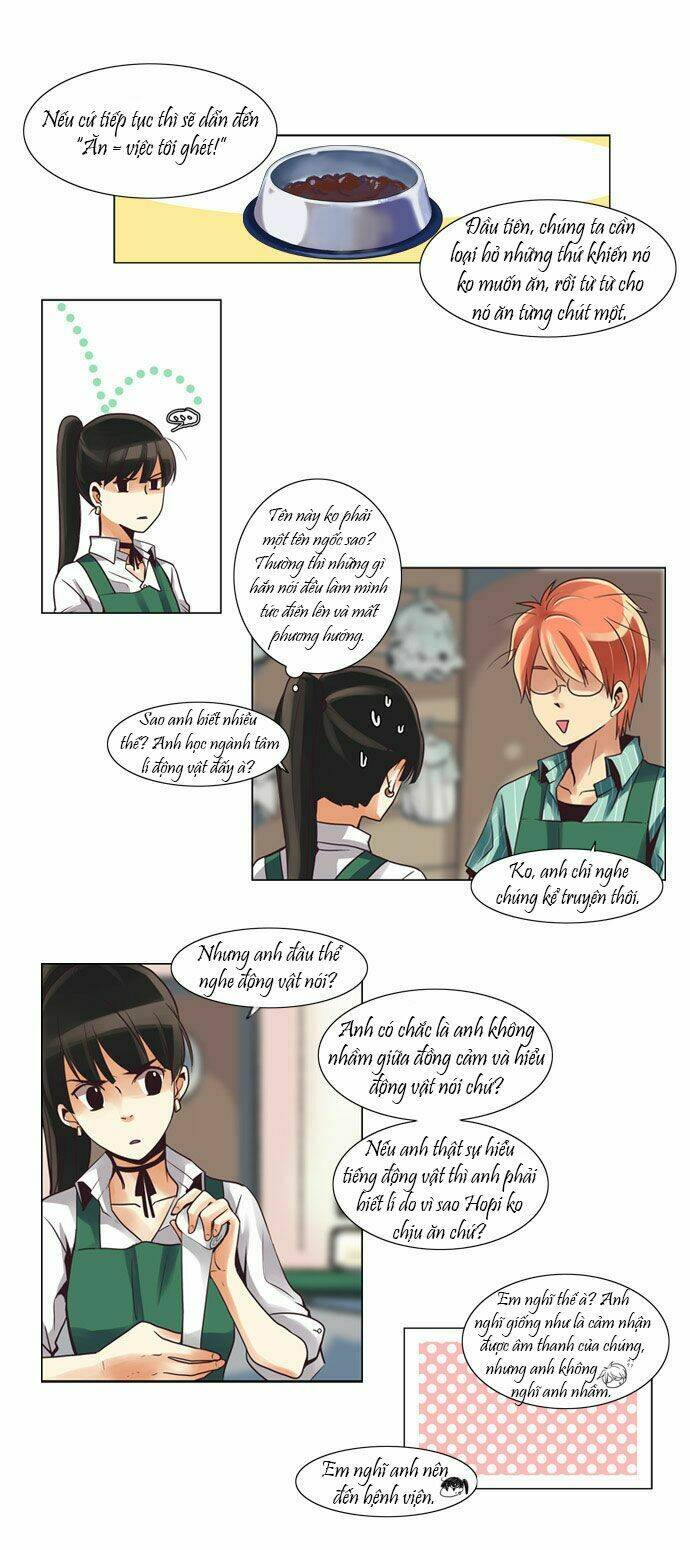 Nếu cứ tiếp tục thì sẽ dẫn đến
"Ăn = việc tôi ghét!"
Đầu tiên, chúng ta cần
loại bỏ những thứ khiến nó
ko muốn ăn, rồi từ từ cho
nó ăn từng chút một.
Tên này ko phải
một tên ngốc sao?
Thường thì những gì
hắn nói đều làm mình
tức điên lên và mất
phương hướng.
Sao anh biết nhiều
thế? Anh học ngành tâm
lí động vật đấy à?
Ko, anh chỉ nghe
chúng kể truyện thôi.
Nhưng anh đâu thể
nghe động vật nói?
Anh có chắc là anh không
nhầm giữa đồng cảm và hiểu
động vật nói chứ?
Nếu anh thật sự hiểu
tiếng động vật thì anh phải
biết lí do vì sao Hopi ko
chịu ăn chứ?
Em nghĩ thế à? Anh
nghĩ giống như là cảm nhận
được âm thanh của chúng,
nhưng anh không
nghĩ anh nhầm.
Em nghĩ anh nên
đến bệnh viện.